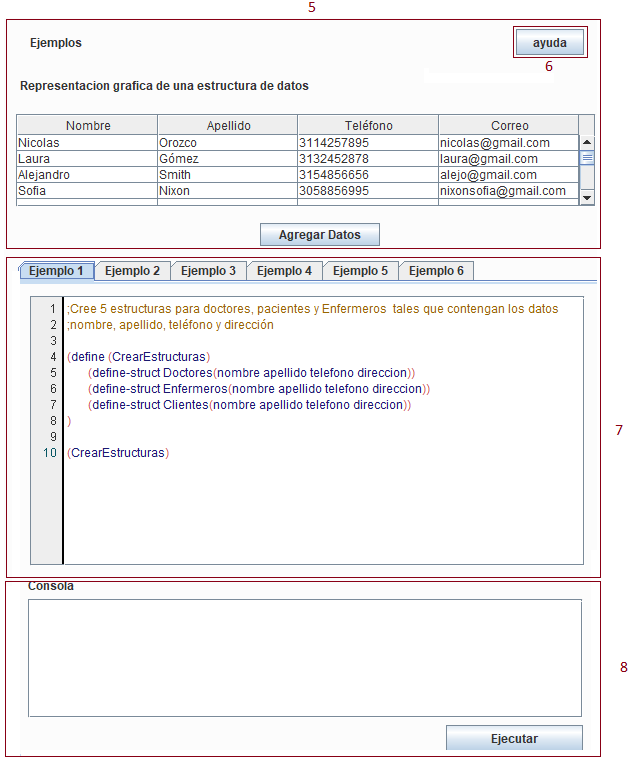 5
Ejemplos
ayuda
6
Representacion grafica de una estructura de datos
Nombre Apellido Teléfono Correo
Nicolas Orozco 3114257895 nicolas@gmail.com
Laura Gómez 3132452878 laura@gmail.com
Alejandro Smith 3154856656 alejo@gmail.com
Sofia Nixon 3058856995 nixonsofia@gmail.com
Agregar Datos
Ejemplo 1 Ejemplo 2 Ejemplo 3 Ejemplo 4 Ejemplo 5 Ejemplo 6
1 ;Cree 5 estructuras para doctores, pacientes y Enfermeros tales que contengan los datos
2 ;nombre, apellido, teléfono y dirección
3
4 (define (CrearEstructuras)
5 (define-struct Doctores(nombre apellido telefono direccion))
6 (define-struct Enfermeros(nombre apellido telefono direccion))
7 (define-struct Clientes(nombre apellido telefono direccion))
8 )
9
10 (CrearEstructuras)
7
Consola
8
Ejecutar